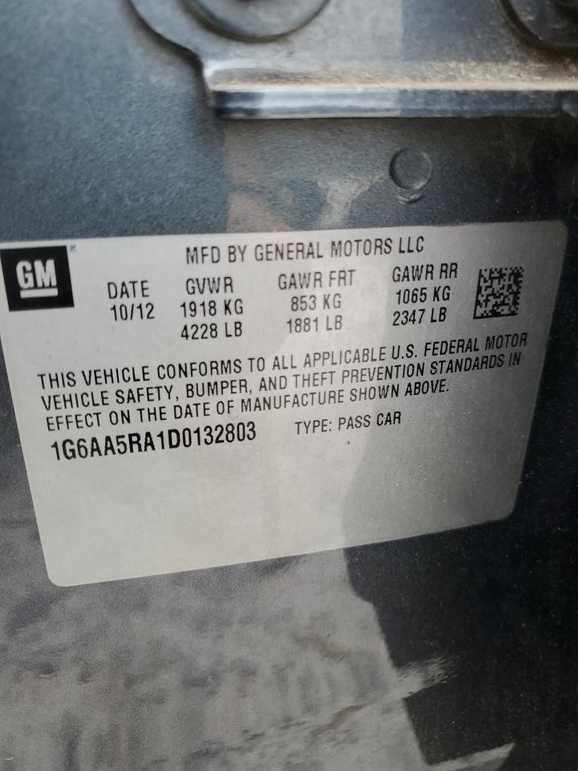 GM
MFD BY GENERAL MOTORS LLC
DATE GVWR GAWR FRT GAWR RR
10/12 1918 KG 853 KG 1065 KG
4228 LB 1881 LB 2347 LB
THIS VEHICLE CONFORMS TO ALL APPLICABLE U.S. FEDERAL MOTOR
VEHICLE SAFETY, BUMPER, AND THEFT PREVENTION STANDARDS IN
EFFECT ON THE DATE OF MANUFACTURE SHOWN ABOVE.
1G6AA5RA1D0132803 TYPE: PASS CAR